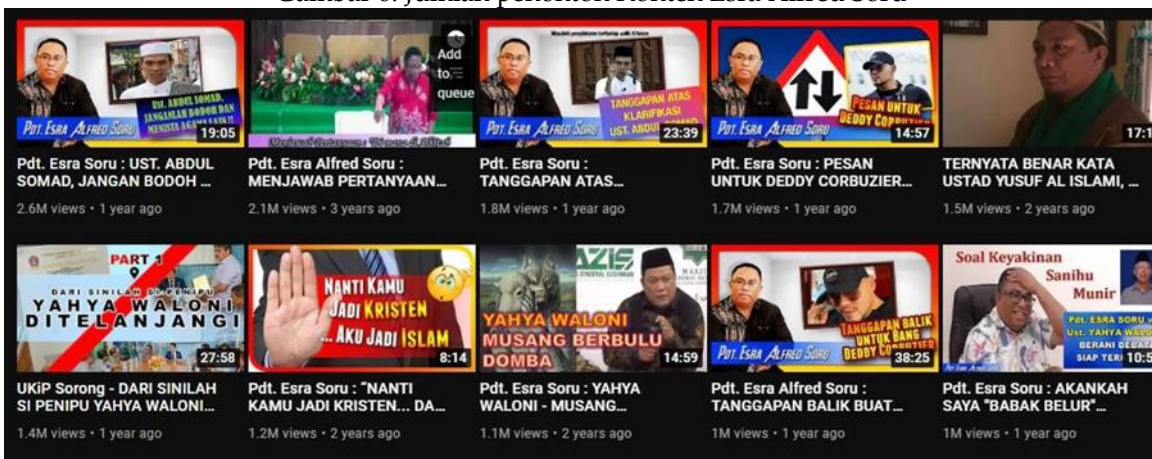 PDT. ESRA ALFRED SORU
UST. ABDUL SOMAD,
JANGANLAH BODOH DAN
MENISTA AGAMA LAIN !!
19:05
Add
to
queue
PDT. ESRA ALFRED SORU
TANGGAPAN ATAS
KLARIFIKASI
UST. ABDUL SOMAD
23:39
PDT. ESRA ALFRED SORU
PESAN UNTUK
DEDDY CORBUZIER
14:57
17:1
Pdt. Esra Soru : UST. ABDUL
SOMAD, JANGAN BODOH ...
2.6M views • 1 year ago
Pdt. Esra Alfred Soru :
MENJAWAB PERTANYAAN...
2.1M views • 3 years ago
Pdt. Esra Soru :
TANGGAPAN ATAS...
1.8M views • 1 year ago
Pdt. Esra Soru : PESAN
UNTUK DEDDY CORBUZIER...
1.7M views • 1 year ago
TERNYATA BENAR KATA
USTAD YUSUF AL ISLAMI, ...
1.5M views • 2 years ago
PART 1
DARI SINILAH SI PENIPU
YAHYA WALONI
DITELANJANGI
27:58
NANTI KAMU
JADI KRISTEN
... AKU JADI ISLAM
8:14
AZIS
YAHYA WALONI
MUSANG BERBULU
DOMBA
14:59
TANGGAPAN BALIK
UNTUK BANG
DEDDY CORBUZIER
PDT. ESRA ALFRED SORU
38:25
Soal Keyakinan
Sanihu
Munir
Pdt. ESRA SORU v
Ust. YAHYA WALO
BERANI DEBAT
SIAP TER
10:5
UKiP Sorong - DARI SINILAH
SI PENIPU YAHYA WALONI...
1.4M views • 1 year ago
Pdt. Esra Soru : "NANTI
KAMU JADI KRISTEN... DA...
1.2M views • 2 years ago
Pdt. Esra Soru : YAHYA
WALONI - MUSANG...
1.1M views • 2 years ago
Pdt. Esra Alfred Soru :
TANGGAPAN BALIK BUAT...
1M views • 1 year ago
Pdt. Esra Soru : AKANKAH
SAYA "BABAK BELUR"...
1M views • 1 year ago